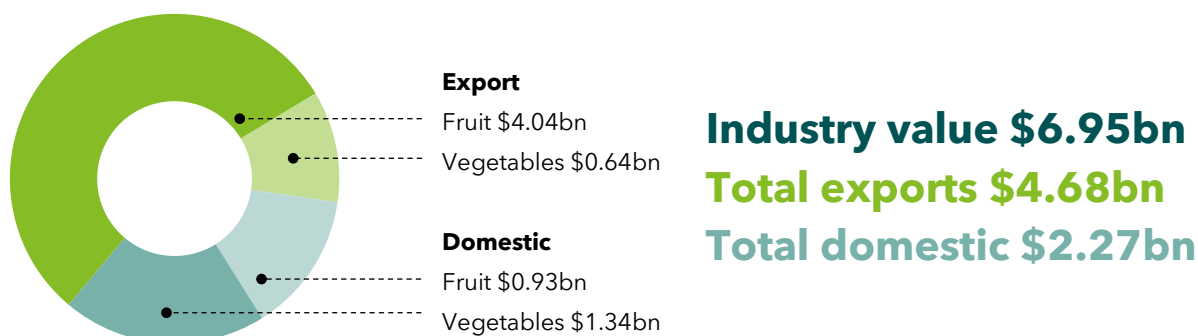 Export
Fruit $4.04bn
Vegetables $0.64bn
Domestic
Fruit $0.93bn
Vegetables $1.34bn
Industry value $6.95bn
Total exports $4.68bn
Total domestic $2.27bn